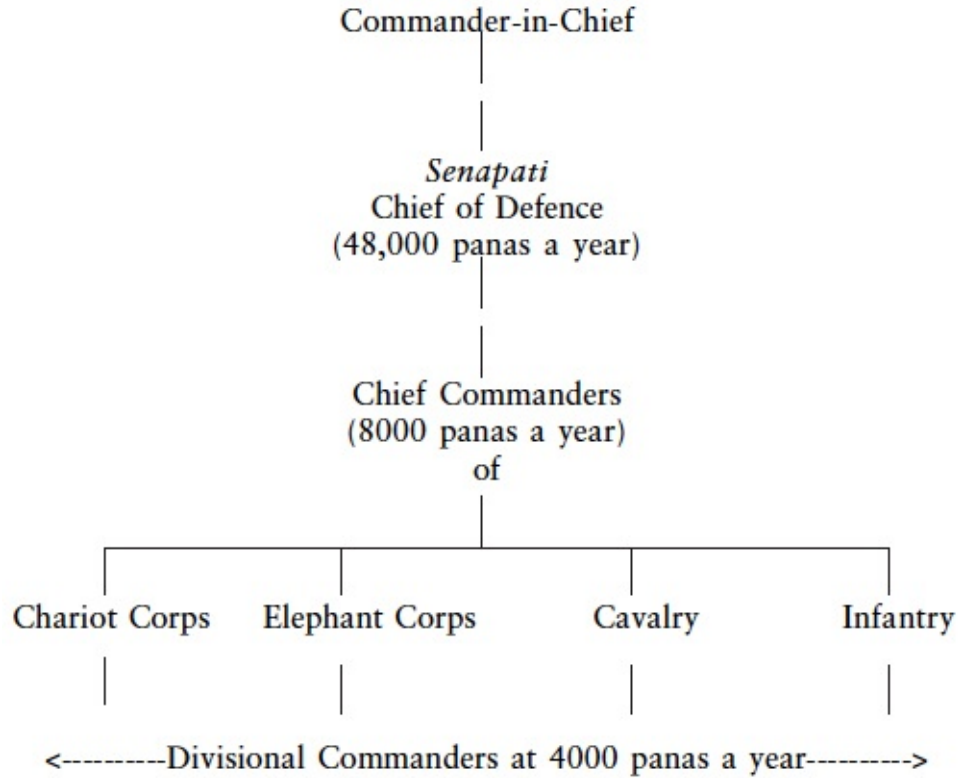 Commander-in-Chief
Senapati
Chief of Defence
(48,000 panas a year)
Chief Commanders
(8000 panas a year)
of
Chariot Corps Elephant Corps Cavalry Infantry
<----------Divisional Commanders at 4000 panas a year---------->